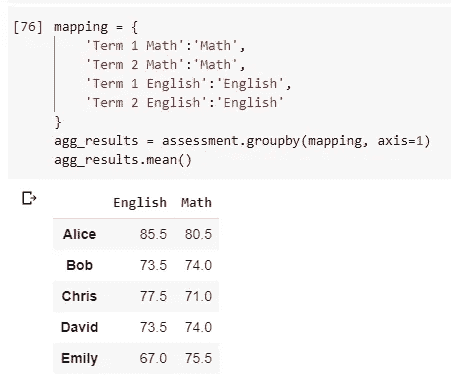 [76] mapping = {
'Term 1 Math':'Math',
'Term 2 Math':'Math',
'Term 1 English':'English',
'Term 2 English':'English'
}
agg_results = assessment.groupby(mapping, axis=1)
agg_results.mean()
English Math
Alice 85.5 80.5
Bob 73.5 74.0
Chris 77.5 71.0
David 73.5 74.0
Emily 67.0 75.5